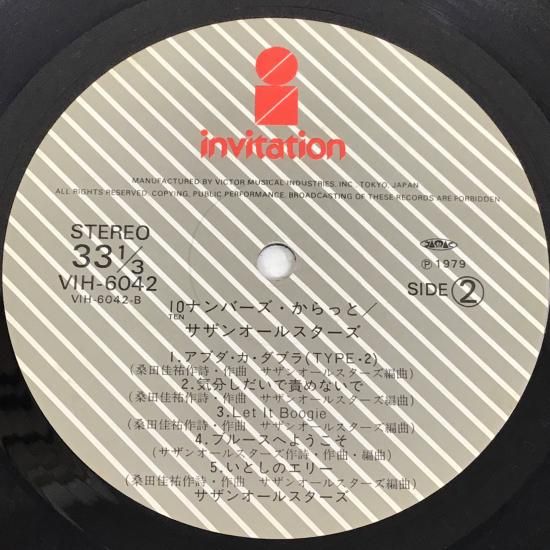 invitation
MANUFACTURED BY VICTOR MUSICAL INDUSTRIES, INC. TOKYO, JAPAN
ALL RIGHTS RESERVED. COPYING, PUBLIC PERFORMANCE, BROADCASTING OF THESE RECORDS ARE FORBIDDEN
STEREO
33 1/3
VIH-6042
VIH-6042-B
JASRAC
Ⓟ 1979
SIDE 2
10ナンバーズ・からっと/
TEN
サザンオールスターズ
1.アブダ・カ・ダブラ(TYPE・2)
(桑田佳祐作詩・作曲 サザンオールスターズ編曲)
2.気分しだいで責めないで
(桑田佳祐作詩・作曲 サザンオールスターズ編曲)
3.Let It Boogie
(桑田佳祐作詩・作曲 サザンオールスターズ編曲)
4.ブルースへようこそ
(サザンオールスターズ作詩・作曲・編曲)
5.いとしのエリー
(桑田佳祐作詩・作曲 サザンオールスターズ編曲)
サザンオールスターズ